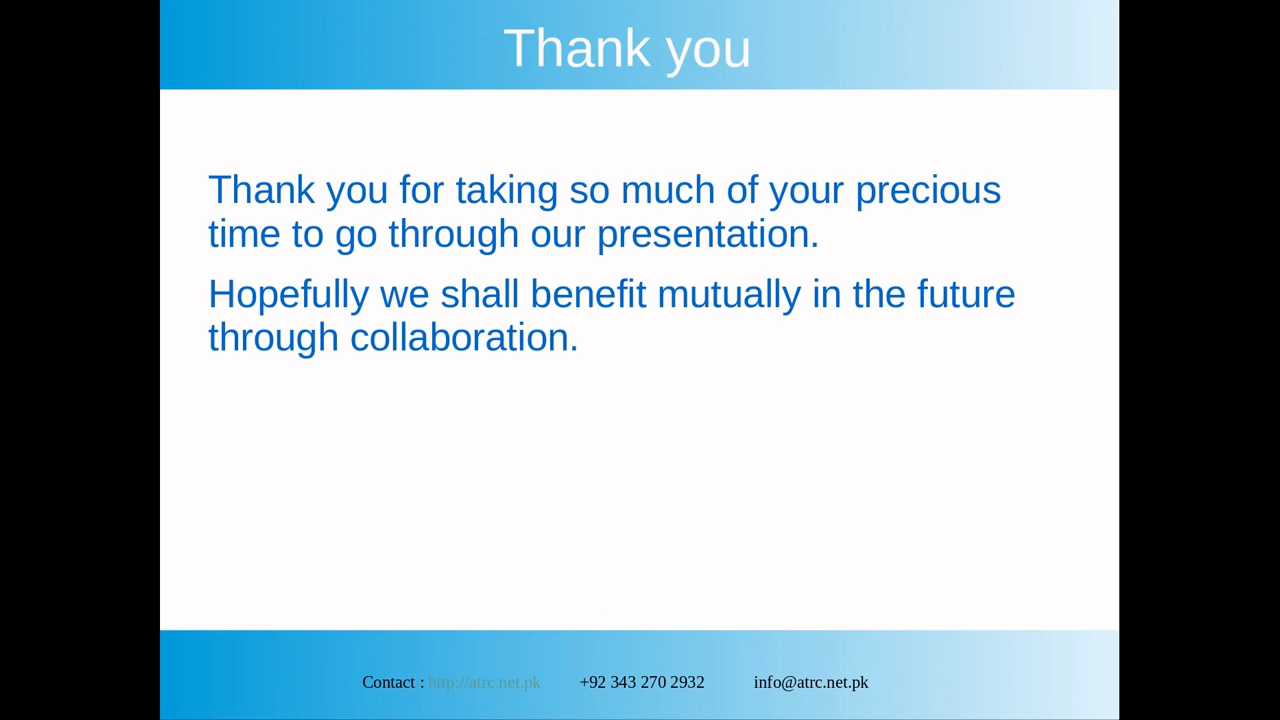 Thank you
Thank you for taking so much of your precious
time to go through our presentation.
Hopefully we shall benefit mutually in the future
through collaboration.
Contact : http://atrc.net.pk +92 343 270 2932 info@atrc.net.pk